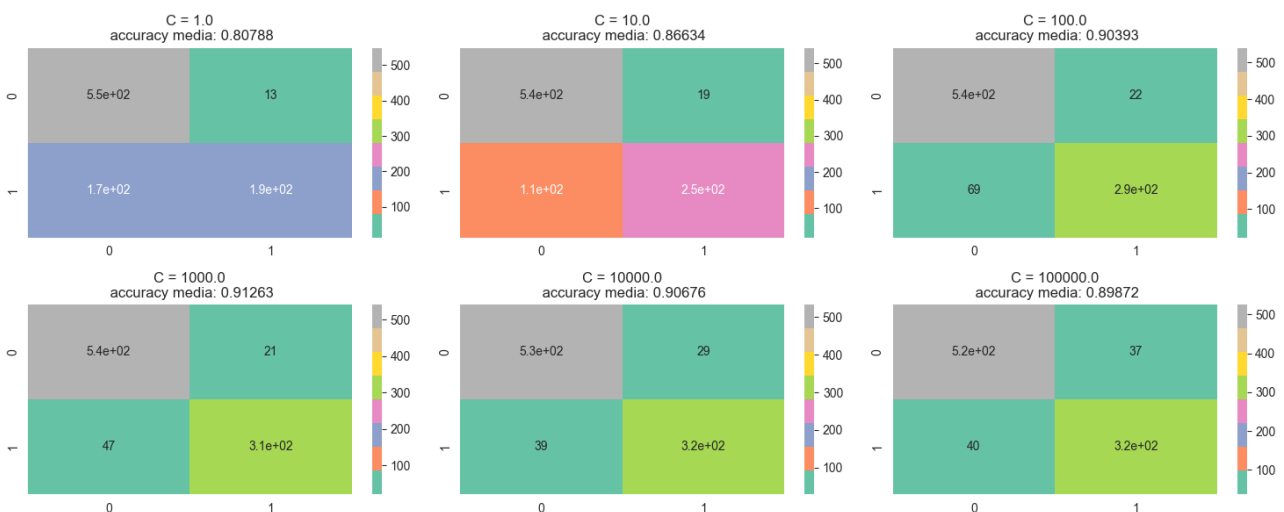 C = 1.0
accuracy media: 0.80788
0
5.5e+02
13
1
1.7e+02
1.9e+02
0
1
500
400
300
200
100
C = 10.0
accuracy media: 0.86634
0
5.4e+02
19
1
1.1e+02
2.5e+02
0
1
500
400
300
200
100
C = 100.0
accuracy media: 0.90393
0
5.4e+02
22
1
69
2.9e+02
0
1
500
400
300
200
100
C = 1000.0
accuracy media: 0.91263
0
5.4e+02
21
1
47
3.1e+02
0
1
500
400
300
200
100
C = 10000.0
accuracy media: 0.90676
0
5.3e+02
29
1
39
3.2e+02
0
1
500
400
300
200
100
C = 100000.0
accuracy media: 0.89872
0
5.2e+02
37
1
40
3.2e+02
0
1
500
400
300
200
100